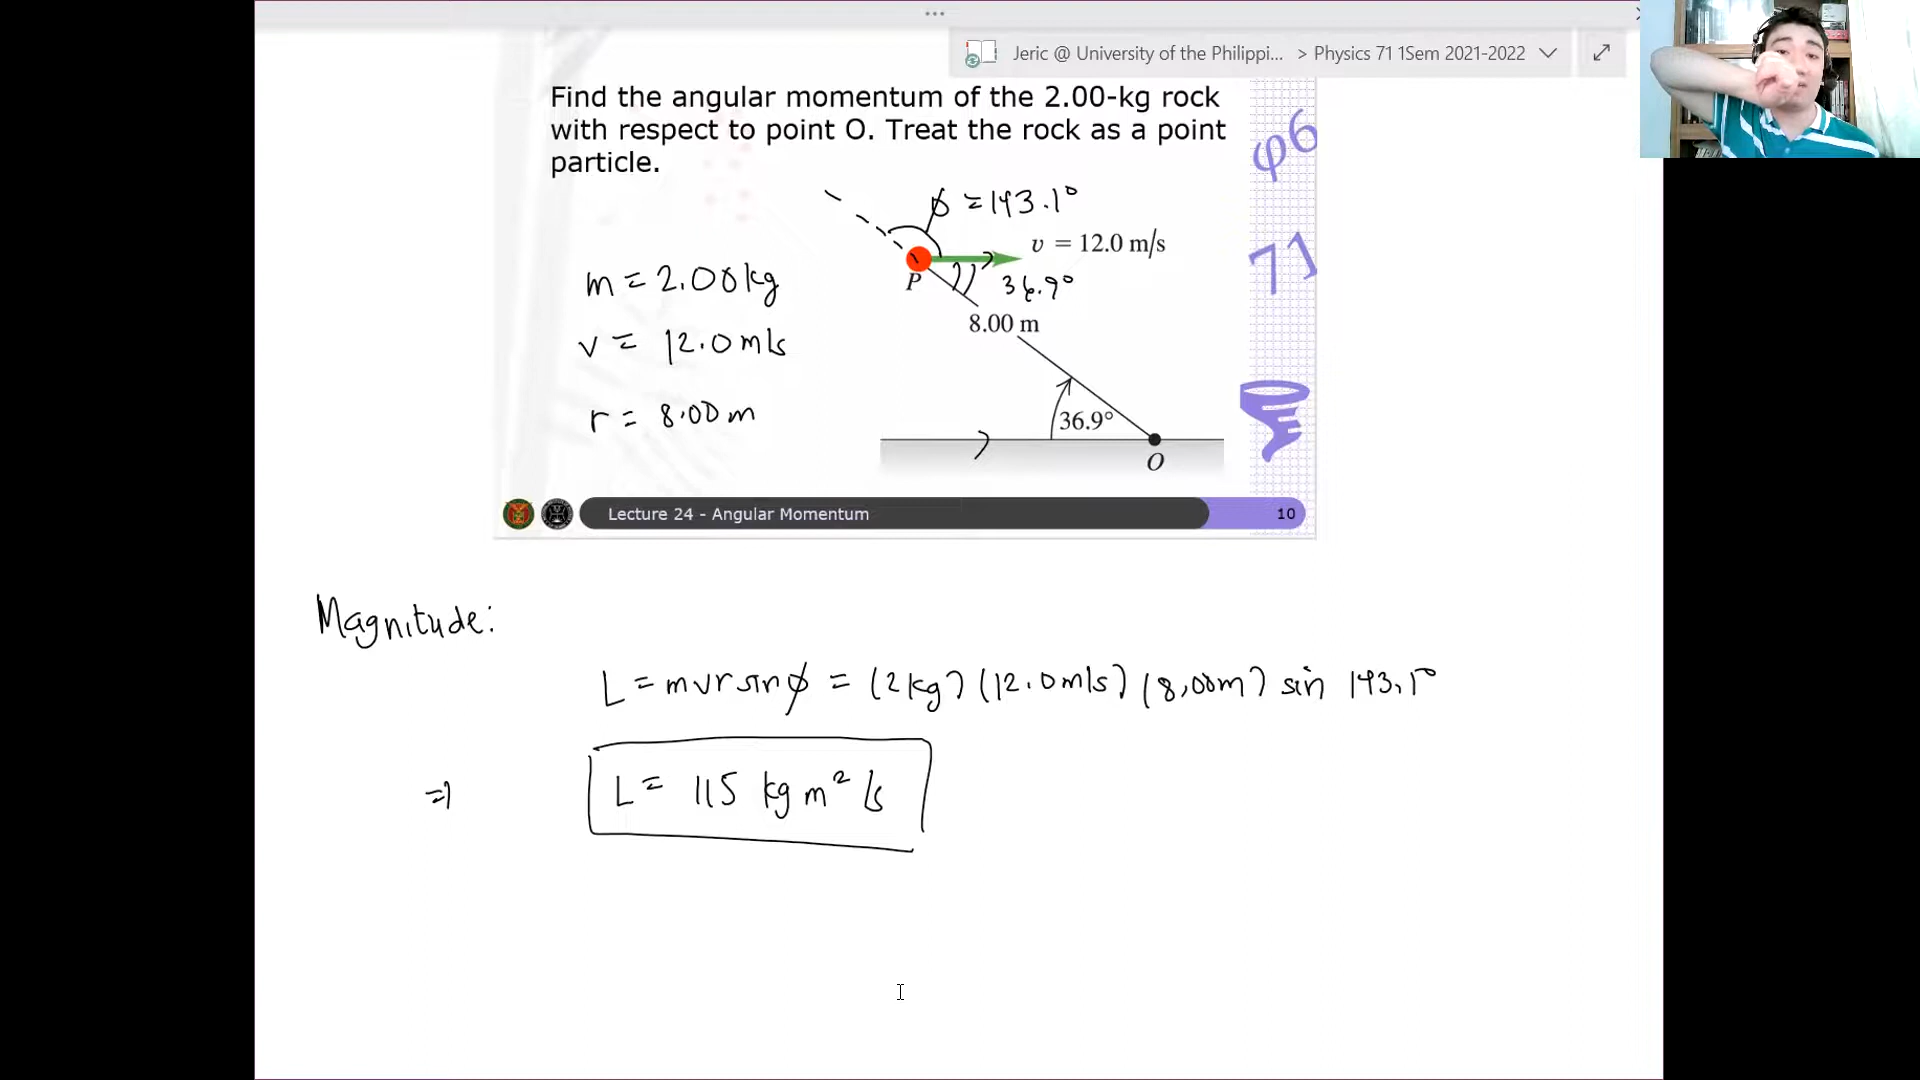 Jeric @ University of the Philippi... > Physics 71 1Sem 2021-2022
Find the angular momentum of the 2.00-kg rock
with respect to point O. Treat the rock as a point
particle.
φ6
71
ϕ = 143.1°
v = 12.0 m/s
P
36.9°
8.00 m
36.9°
O
m = 2.00 kg
v = 12.0 m/s
r = 8.00 m
Lecture 24 - Angular Momentum
10
Magnitude:
L = mvr sin ϕ = (2 kg) (12.0 m/s) (8.00 m) sin 143.1°
⇒ L = 115 kg m² /s